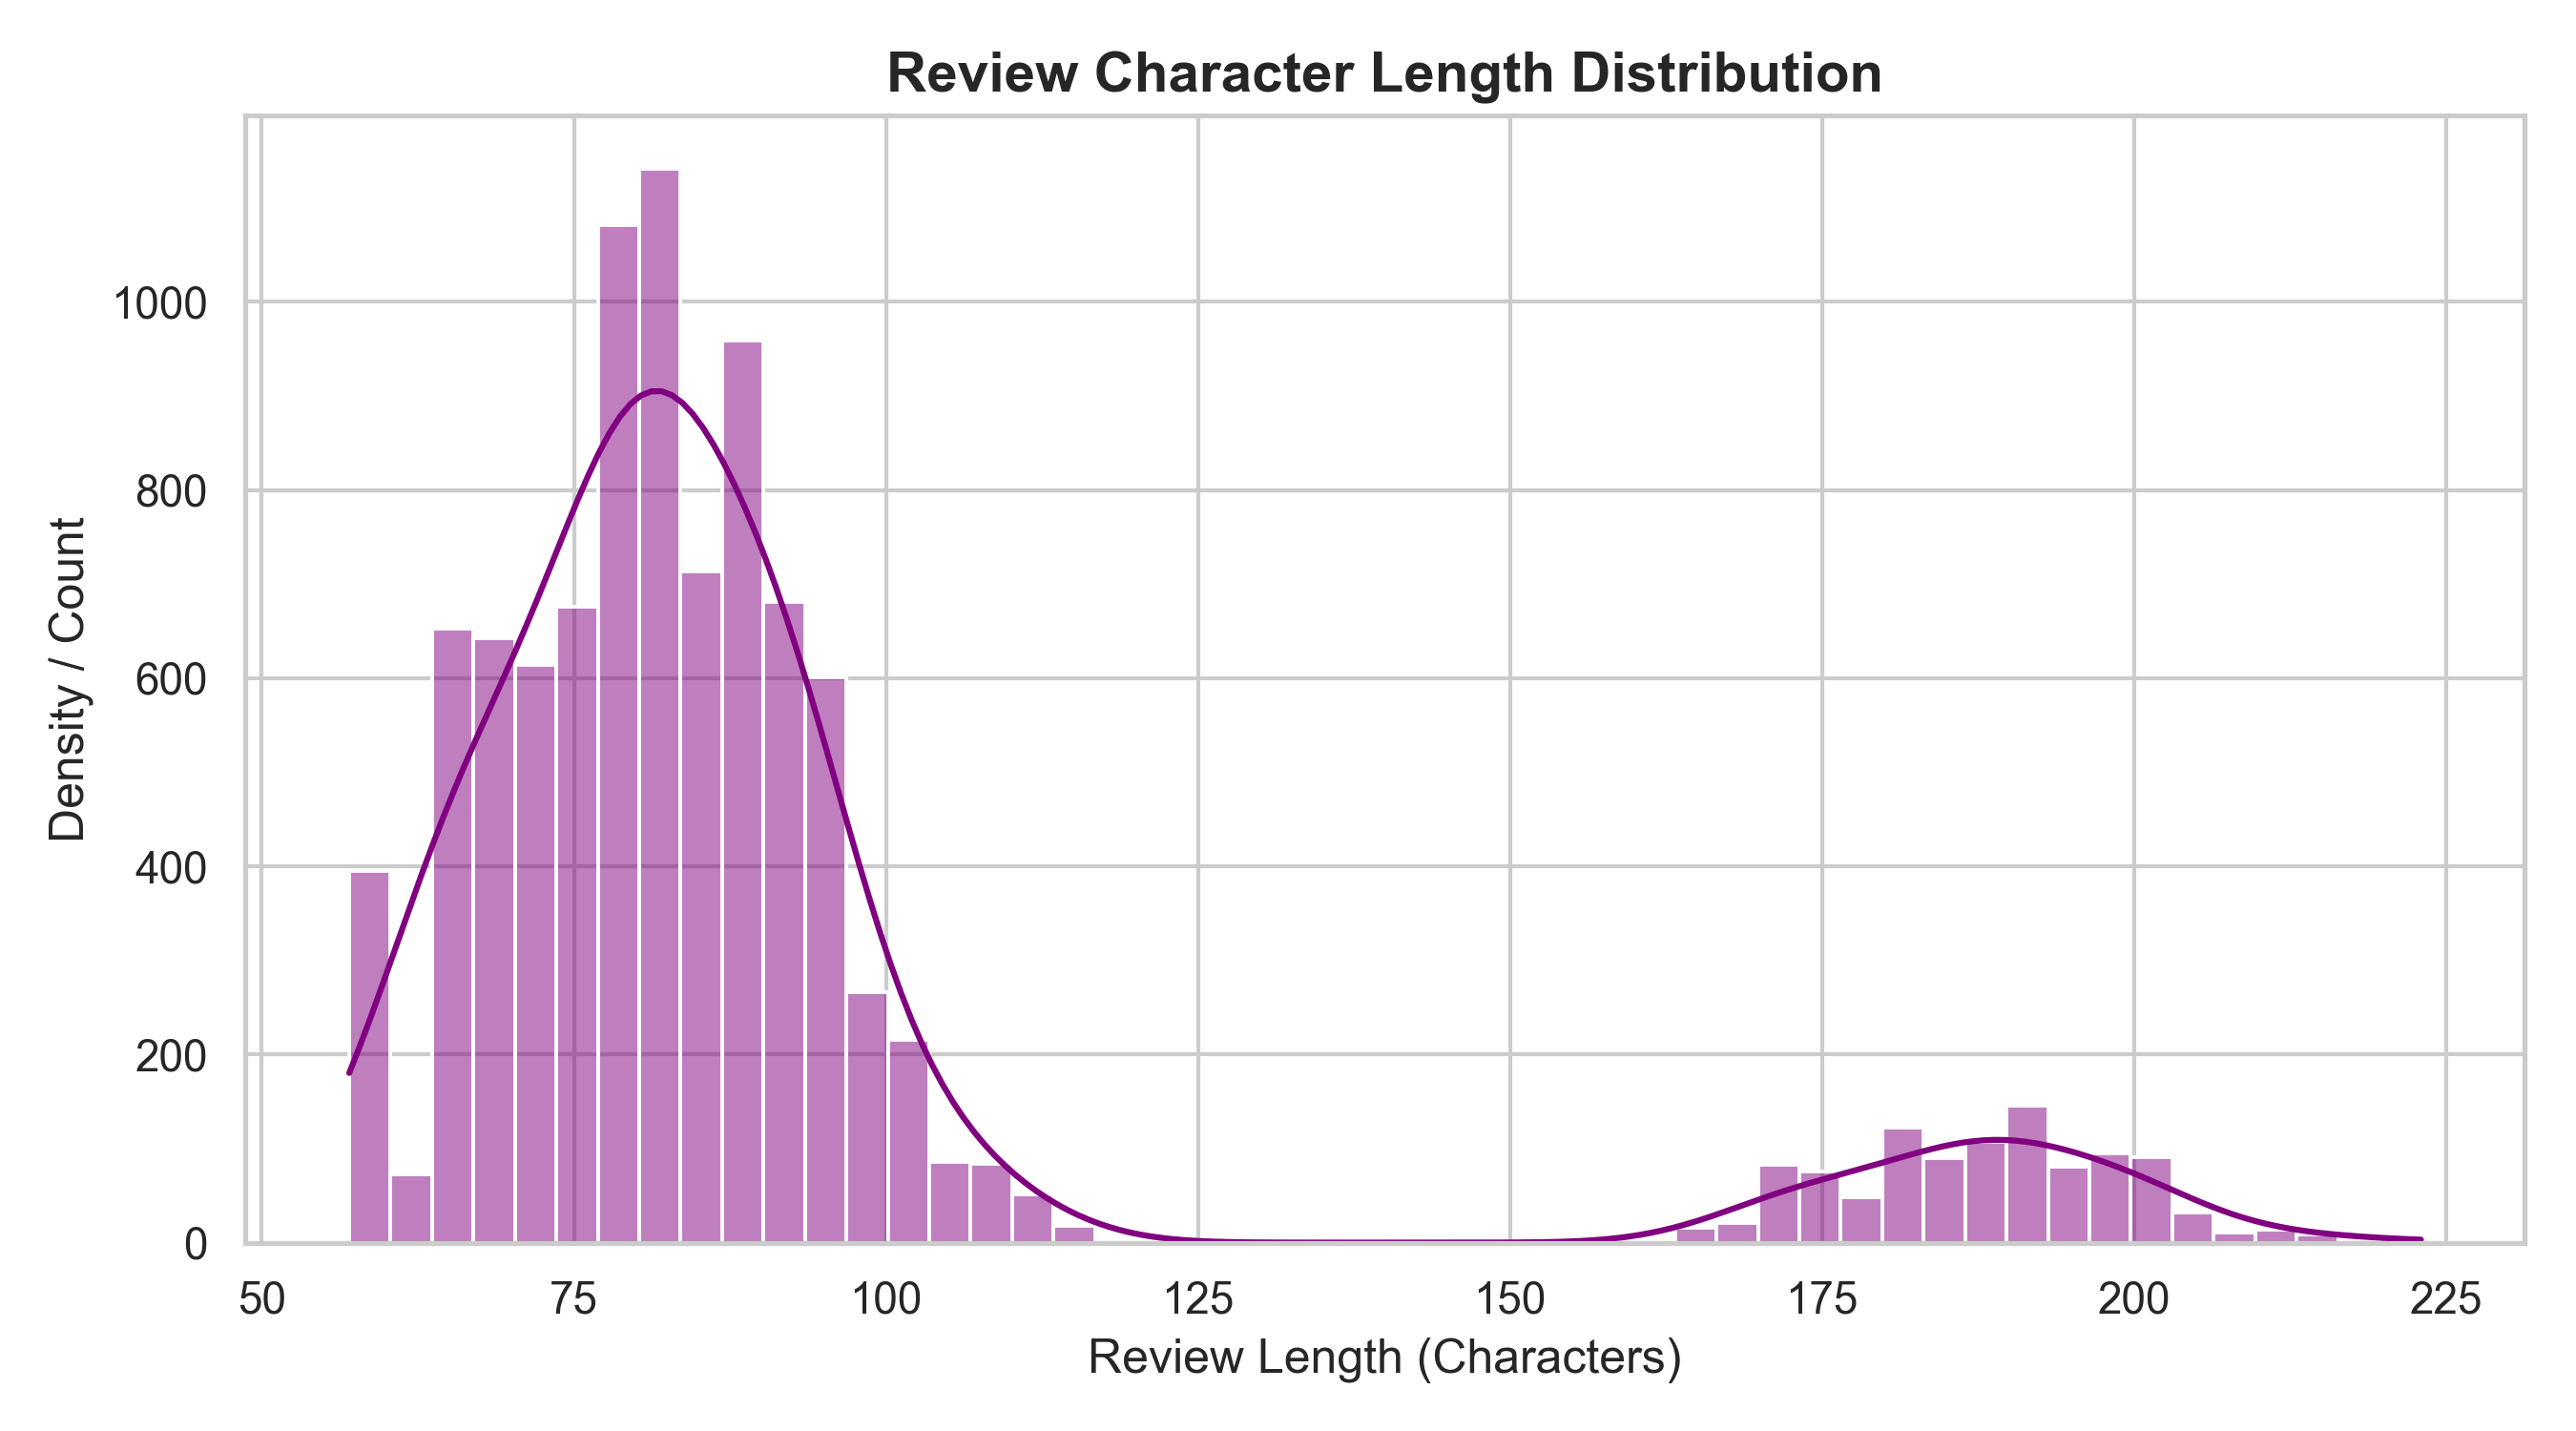 Review Character Length Distribution
Density / Count
1000
800
600
400
200
0
50 75 100 125 150 175 200 225
Review Length (Characters)